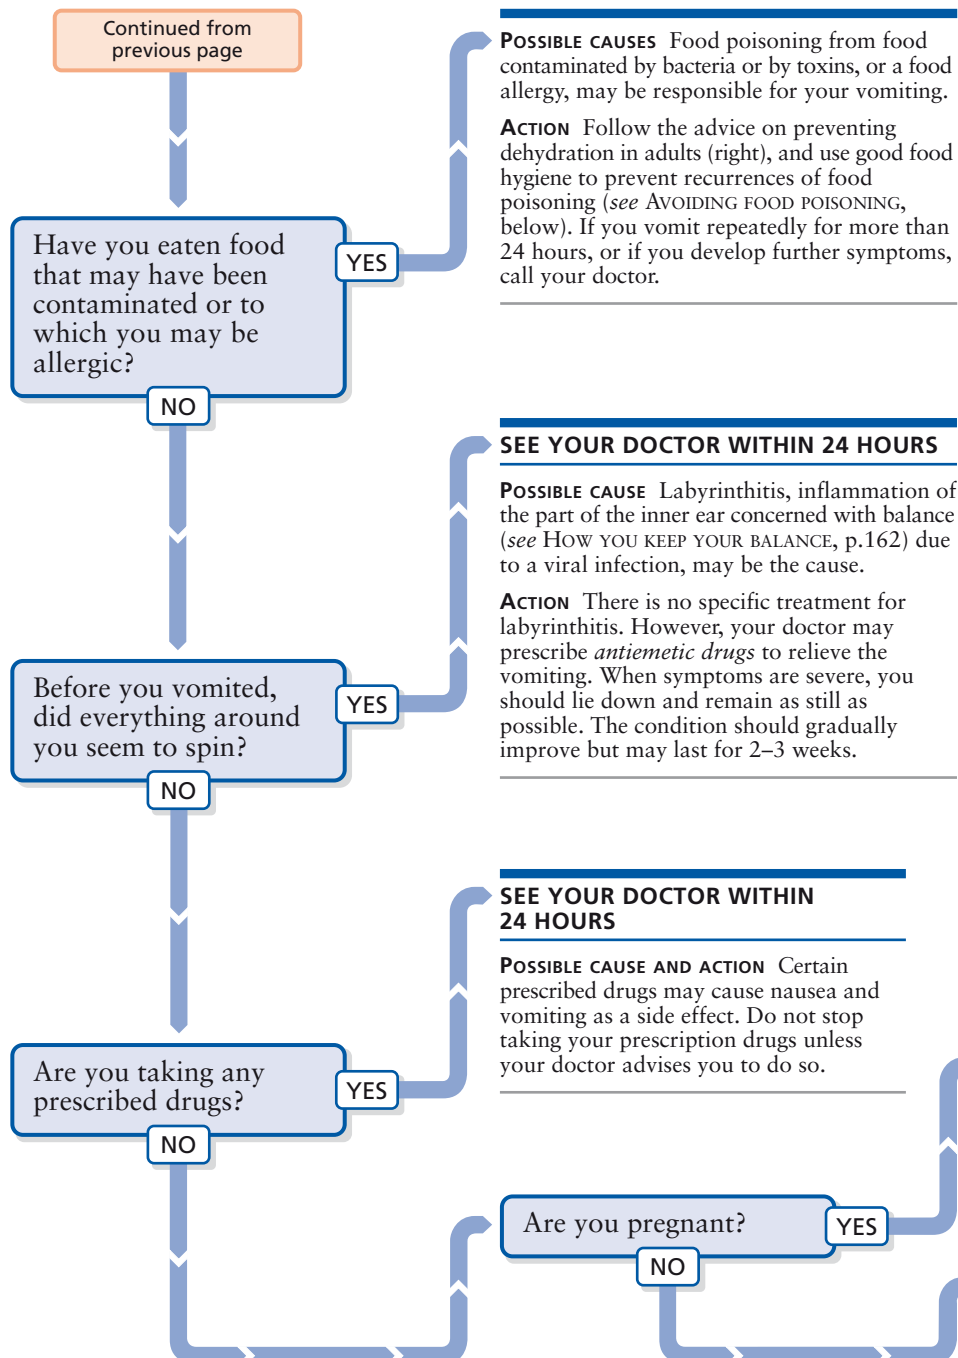 Continued from
previous page
Have you eaten food
that may have been
contaminated or to
which you may be
allergic?
YES
NO
POSSIBLE CAUSES Food poisoning from food
contaminated by bacteria or by toxins, or a food
allergy, may be responsible for your vomiting.
ACTION Follow the advice on preventing
dehydration in adults (right), and use good food
hygiene to prevent recurrences of food
poisoning (see AVOIDING FOOD POISONING,
below). If you vomit repeatedly for more than
24 hours, or if you develop further symptoms,
call your doctor.
Before you vomited,
did everything around
you seem to spin?
YES
NO
SEE YOUR DOCTOR WITHIN 24 HOURS
POSSIBLE CAUSE Labyrinthitis, inflammation of
the part of the inner ear concerned with balance
(see HOW YOU KEEP YOUR BALANCE, p.162) due
to a viral infection, may be the cause.
ACTION There is no specific treatment for
labyrinthitis. However, your doctor may
prescribe antiemetic drugs to relieve the
vomiting. When symptoms are severe, you
should lie down and remain as still as
possible. The condition should gradually
improve but may last for 2–3 weeks.
Are you taking any
prescribed drugs?
YES
NO
SEE YOUR DOCTOR WITHIN
24 HOURS
POSSIBLE CAUSE AND ACTION Certain
prescribed drugs may cause nausea and
vomiting as a side effect. Do not stop
taking your prescription drugs unless
your doctor advises you to do so.
Are you pregnant?
YES
NO